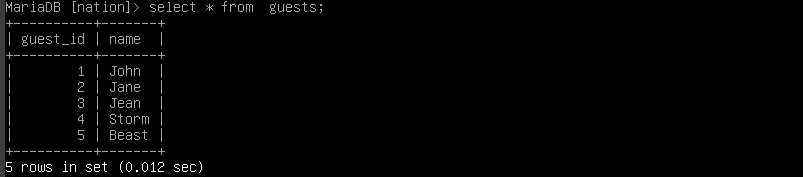 MariaDB [nation]> select * from  guests;
+----------+-------+
| guest_id | name  |
+----------+-------+
|        1 | John  |
|        2 | Jane  |
|        3 | Jean  |
|        4 | Storm |
|        5 | Beast |
+----------+-------+
5 rows in set (0.012 sec)